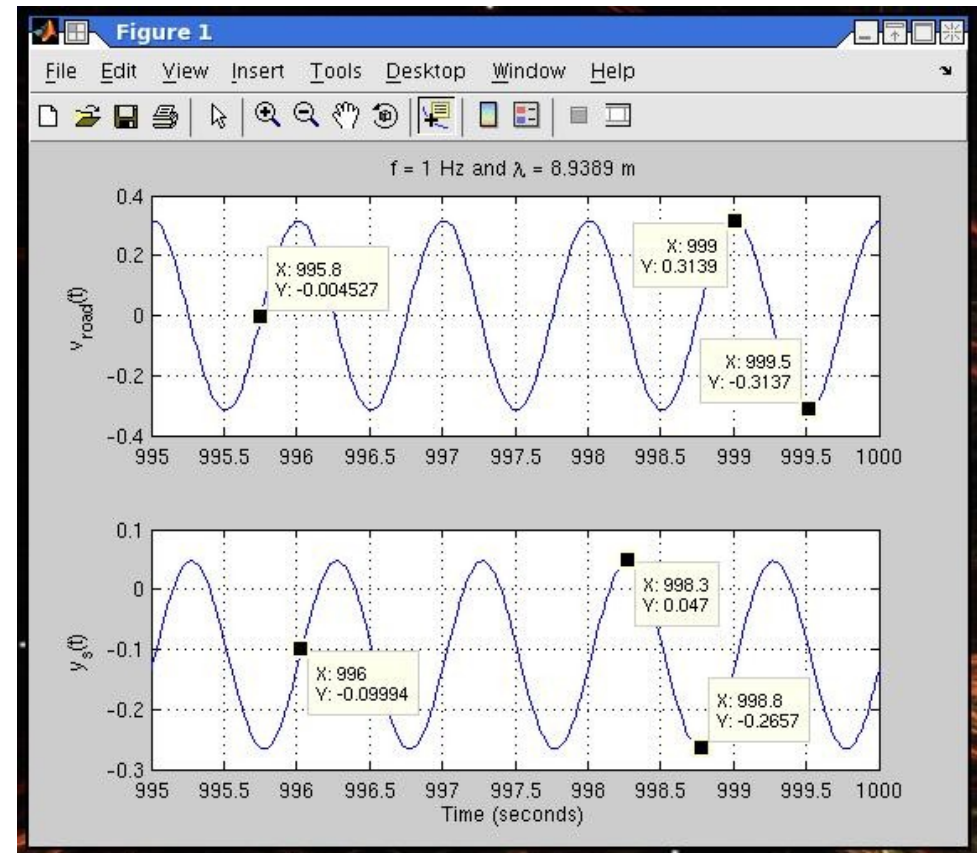 Figure 1
File Edit View Insert Tools Desktop Window Help
f = 1 Hz and λ = 8.9389 m
0.4
0.2
0
-0.2
-0.4
v_road(t)
X: 995.8
Y: -0.004527
X: 999
Y: 0.3139
X: 999.5
Y: -0.3137
995 995.5 996 996.5 997 997.5 998 998.5 999 999.5 1000
0.1
0
-0.1
-0.2
-0.3
y_s(t)
X: 996
Y: -0.09994
X: 998.3
Y: 0.047
X: 998.8
Y: -0.2657
995 995.5 996 996.5 997 997.5 998 998.5 999 999.5 1000
Time (seconds)